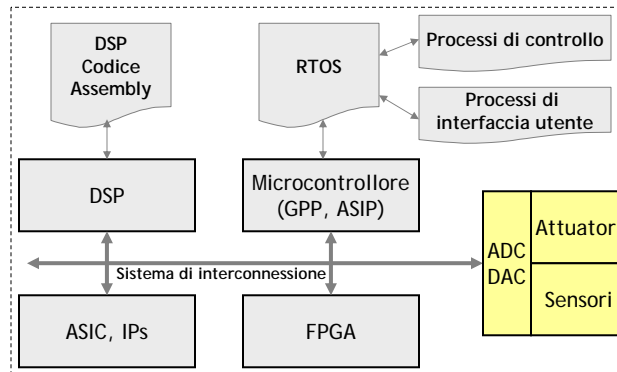 DSP
Codice
Assembly
RTOS
Processi di controllo
Processi di
interfaccia utente
DSP
Microcontrollore
(GPP, ASIP)
ADC
DAC
Attuator
Sensori
Sistema di interconnessione
ASIC, IPs
FPGA